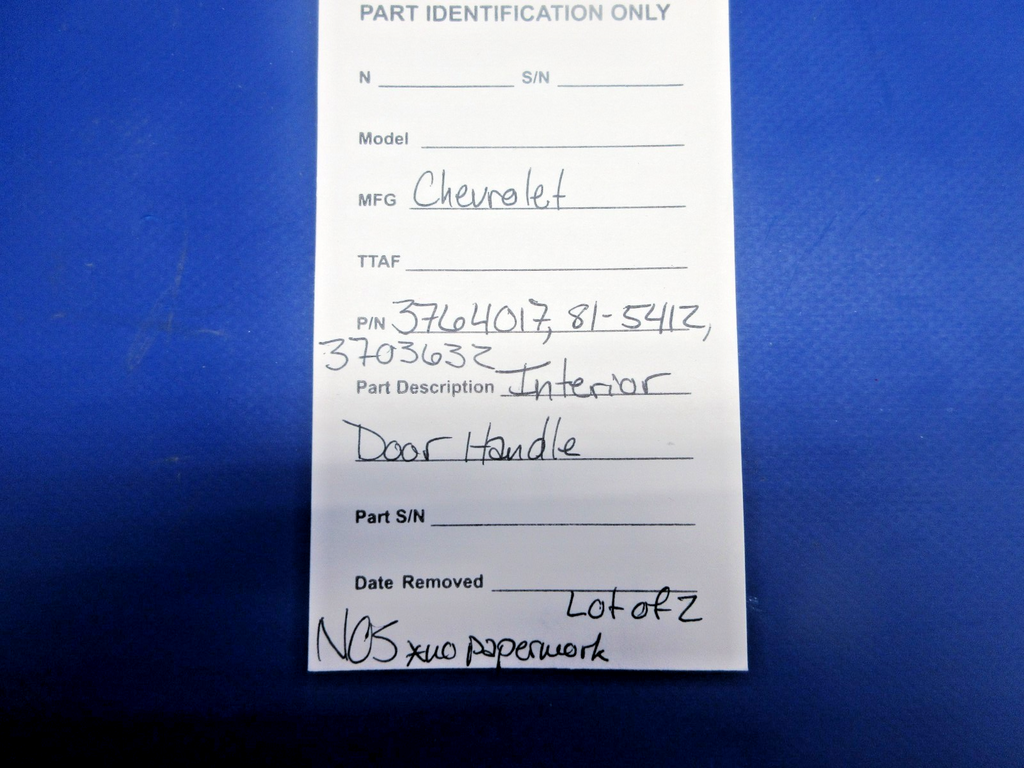 PART IDENTIFICATION ONLY
N S/N
Model
MFG Chevrolet
TTAF
P/N 3764017, 81-5412,
3703632
Part Description Interior
Door Handle
Part S/N
Date Removed
Lot of 2
NOS *no paperwork